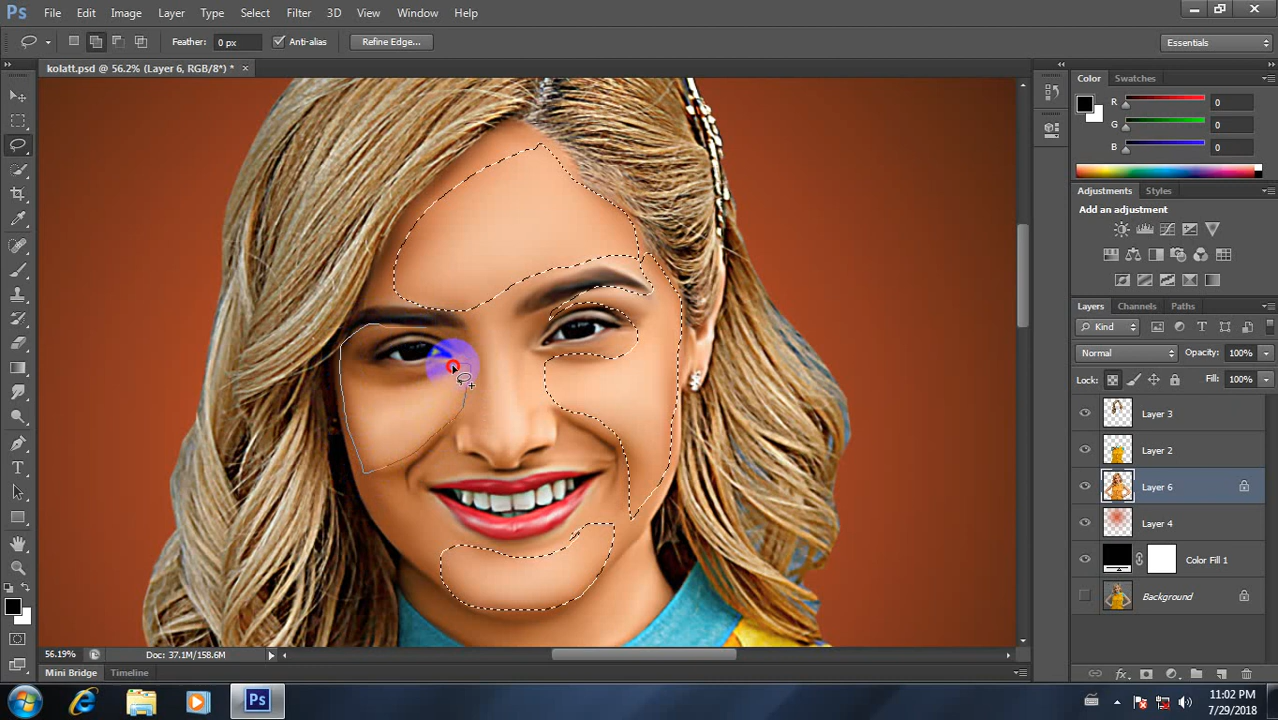 Ps File Edit Image Layer Type Select Filter 3D View Window Help
Feather: 0 px Anti-alias Refine Edge... Essentials
kolatt.psd @ 56.2% (Layer 6, RGB/8*) * ×
Color Swatches
R 0
G 0
B 0
Adjustments Styles
Add an adjustment
Layers Channels Paths
Kind
Normal Opacity: 100%
Lock: Fill: 100%
Layer 3
Layer 2
Layer 6
Layer 4
Color Fill 1
Background
56.19% Doc: 37.1M/158.6M
Mini Bridge Timeline
Ps 11:02 PM
7/29/2018